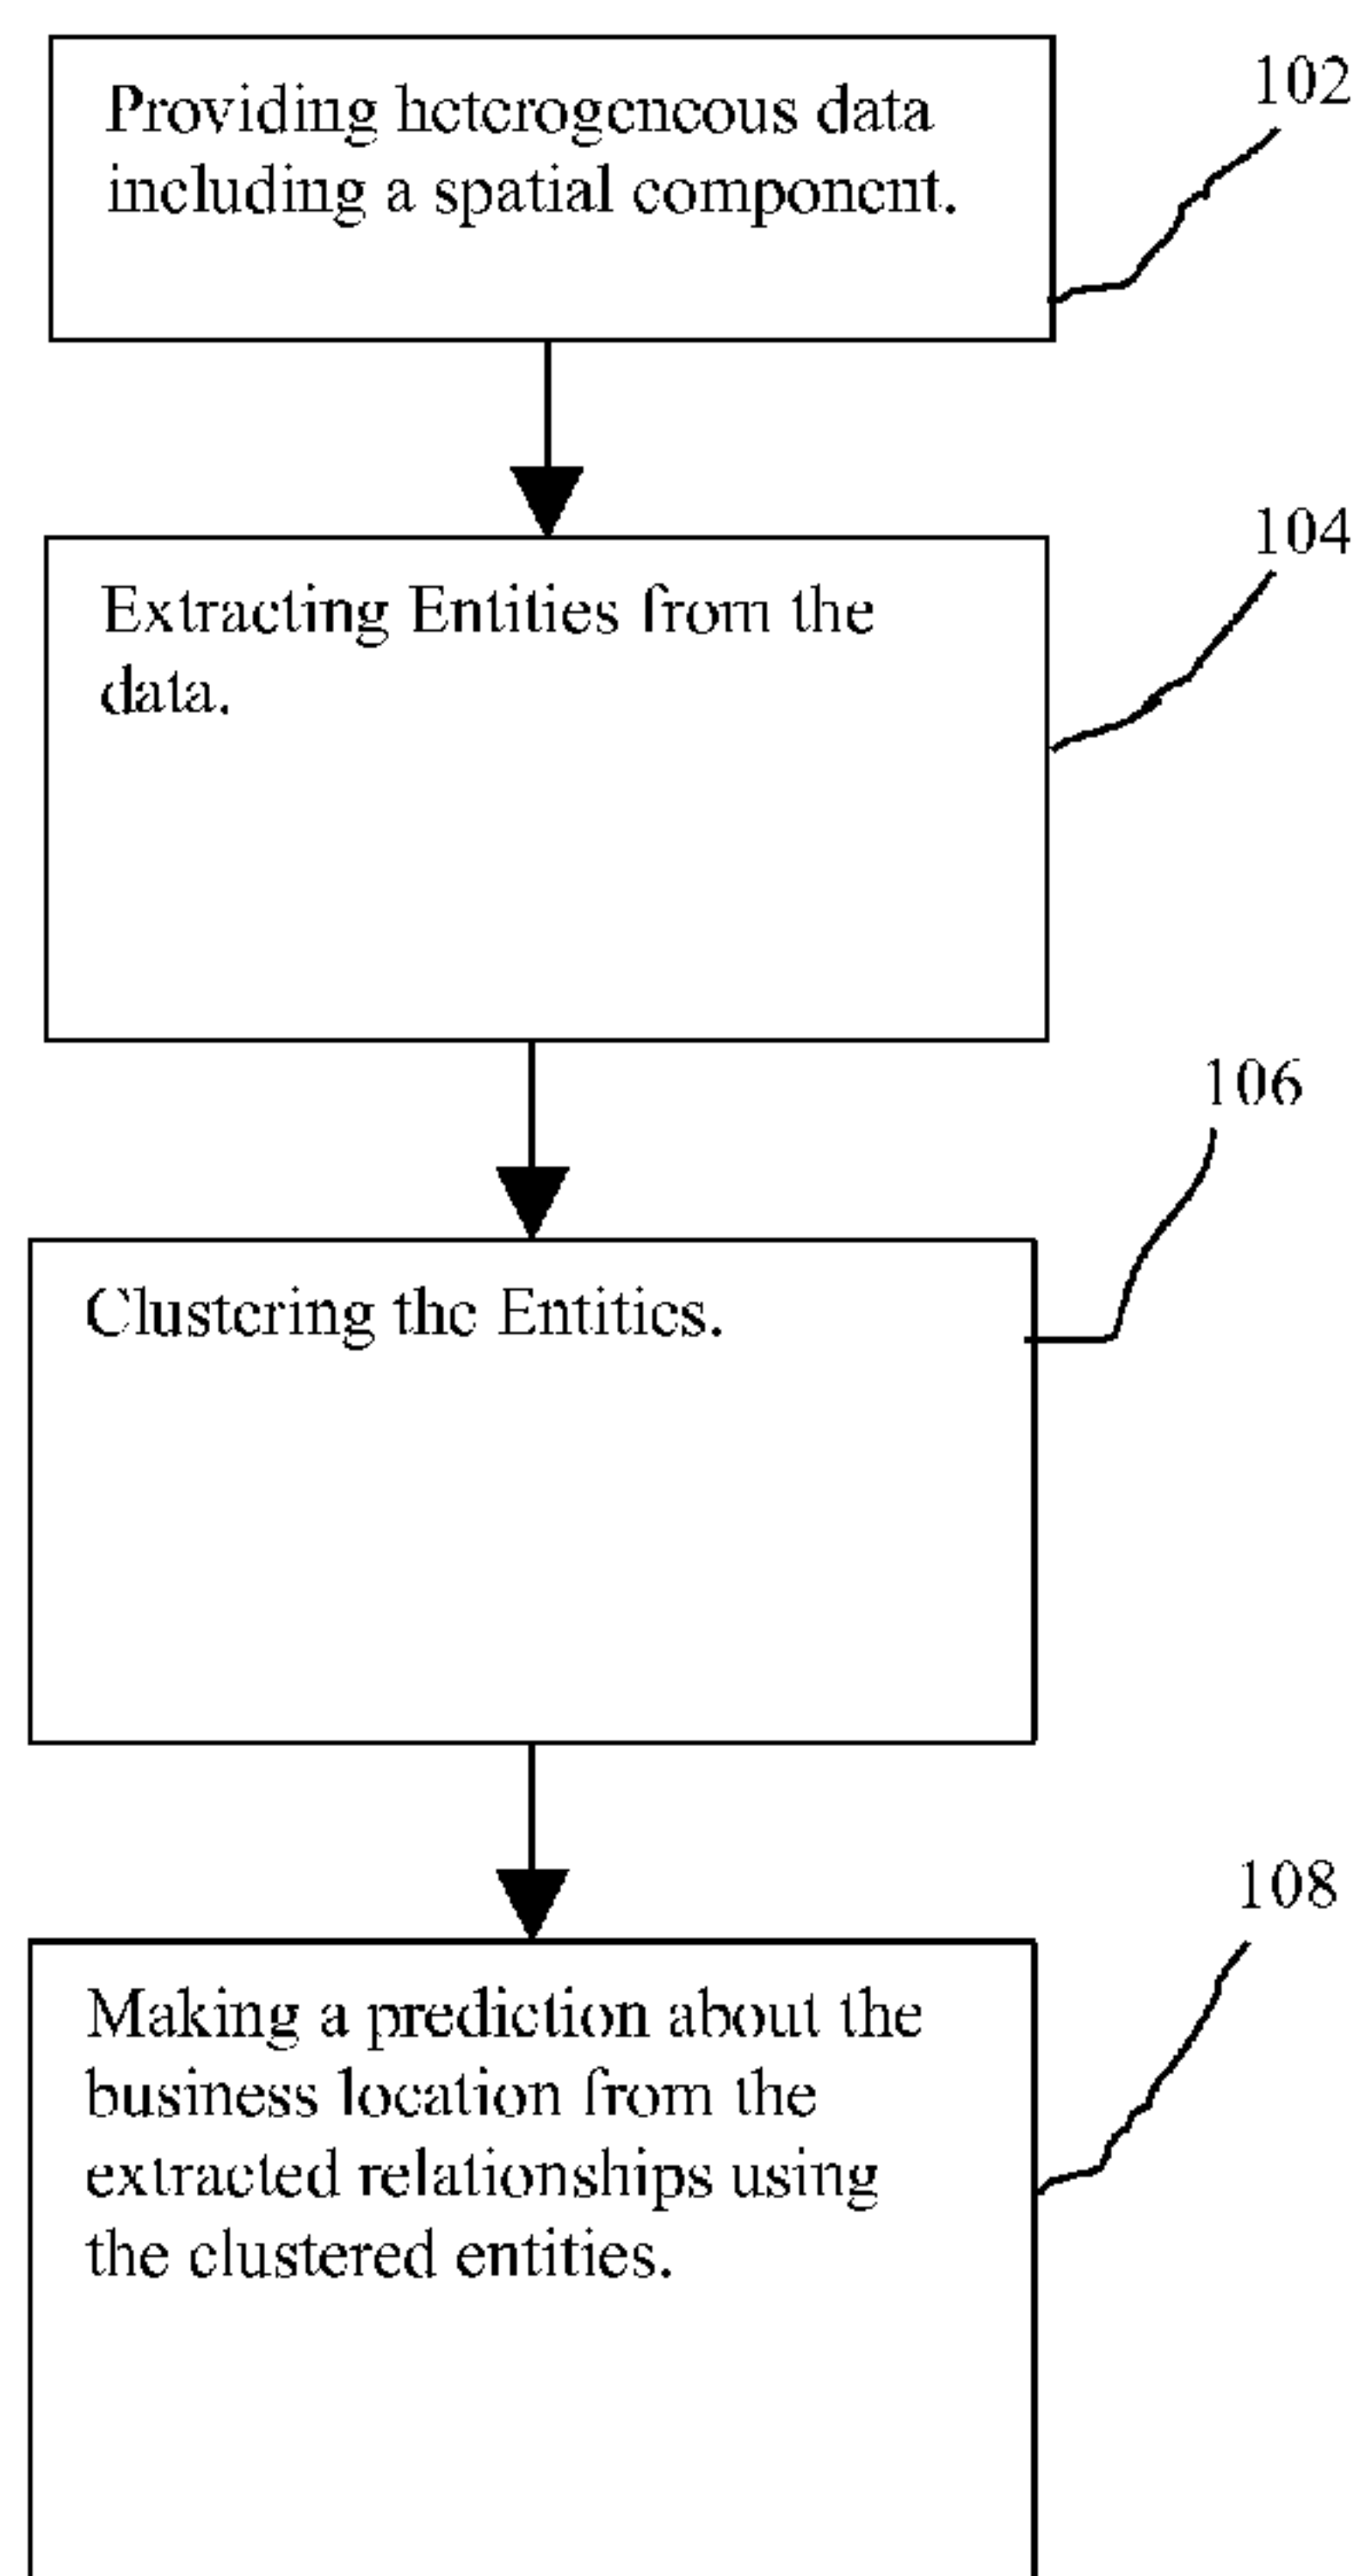 Providing heterogeneous data
including a spatial component.
102
Extracting Entities from the
data.
104
Clustering the Entities.
106
Making a prediction about the
business location from the
extracted relationships using
the clustered entities.
108